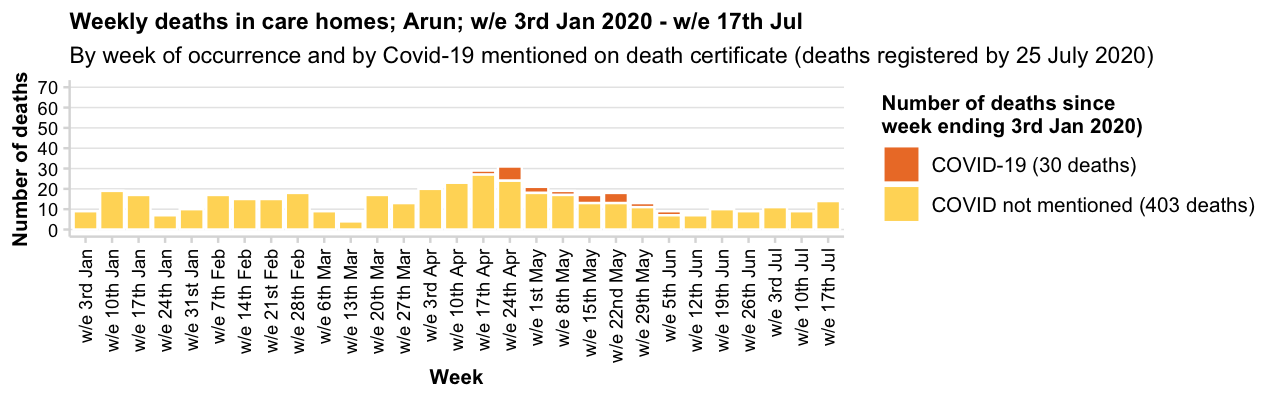 Weekly deaths in care homes; Arun; w/e 3rd Jan 2020 - w/e 17th Jul
By week of occurrence and by Covid-19 mentioned on death certificate (deaths registered by 25 July 2020)
Number of deaths
70
60
50
40
30
20
10
0
w/e 3rd Jan
w/e 10th Jan
w/e 17th Jan
w/e 24th Jan
w/e 31st Jan
w/e 7th Feb
w/e 14th Feb
w/e 21st Feb
w/e 28th Feb
w/e 6th Mar
w/e 13th Mar
w/e 20th Mar
w/e 27th Mar
w/e 3rd Apr
w/e 10th Apr
w/e 17th Apr
w/e 24th Apr
w/e 1st May
w/e 8th May
w/e 15th May
w/e 22nd May
w/e 29th May
w/e 5th Jun
w/e 12th Jun
w/e 19th Jun
w/e 26th Jun
w/e 3rd Jul
w/e 10th Jul
w/e 17th Jul
Week
Number of deaths since
week ending 3rd Jan 2020)
COVID-19 (30 deaths)
COVID not mentioned (403 deaths)